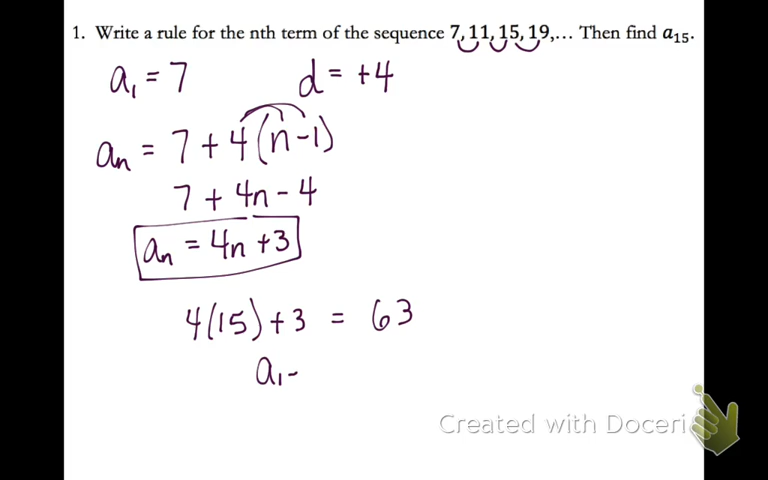 1. Write a rule for the nth term of the sequence 7, 11, 15, 19,... Then find a₁₅.
a₁ = 7 d = +4
aₙ = 7 + 4(n-1)
7 + 4n - 4
aₙ = 4n + 3
4(15) + 3 = 63
a₁-
Created with Doceri